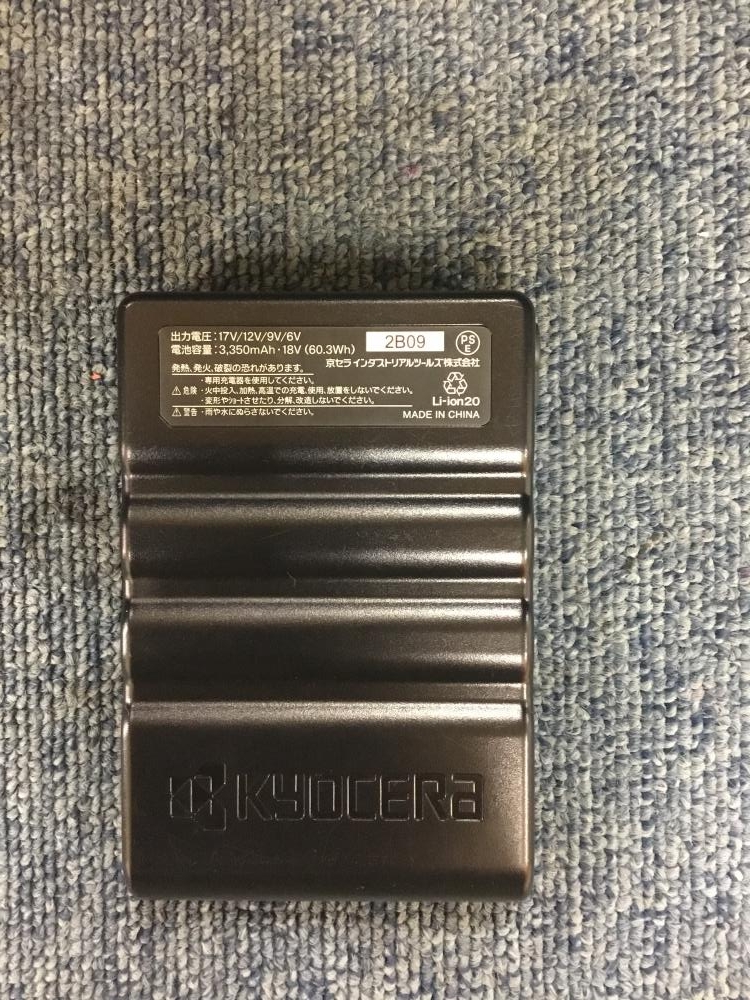 出力電圧:17V/12V/9V/6V
電池容量:3,350mAh・18V (60.3Wh)
2B09
PS
E
京セラインダストリアルツールズ株式会社
発熱、発火、破裂の恐れがあります。
・専用充電器を使用してください。
危険 ・火中投入、加熱、高温での充電、使用、放置をしないでください。
・変形やショートさせたり、分解、改造しないでください。
警告 ・雨や水にぬらさないでください。
Li-ion20
MADE IN CHINA
KYOCERA